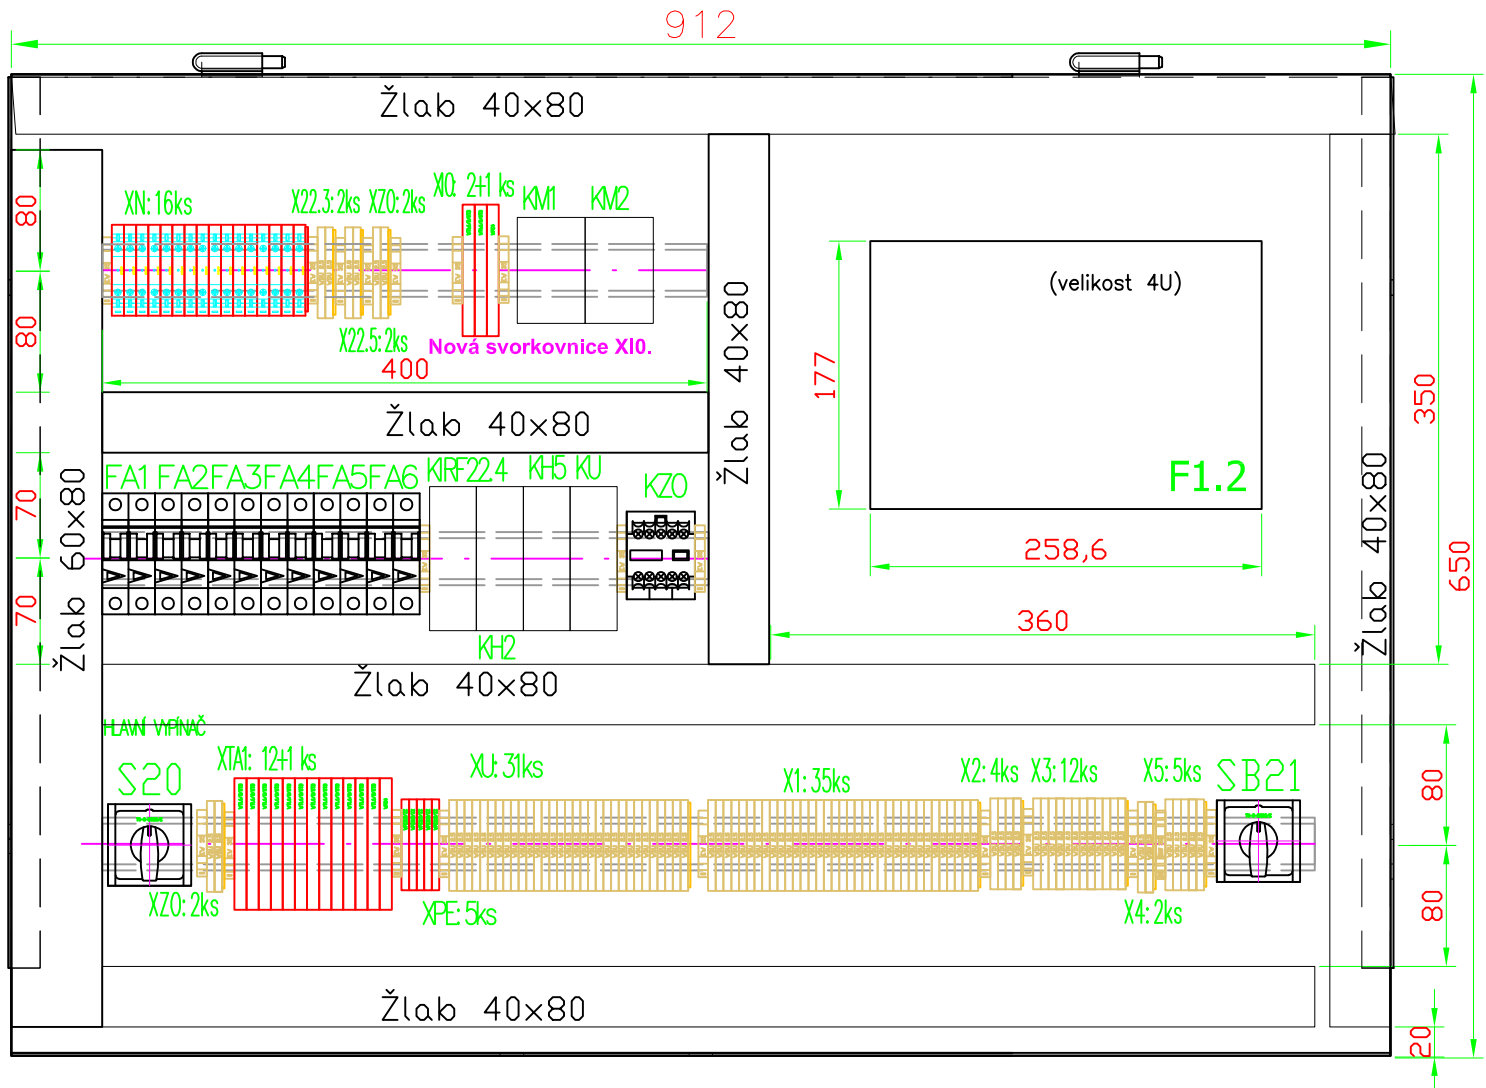 912
Žlab 40x80
XN: 16ks
X22.3: 2ks
XZ0: 2ks
XI0: 2+1 ks
KM1
KM2
80
80
X22.5: 2ks
Nová svorkovnice XI0.
400
Žlab 40x80
Žlab 40x80
(velikost 4U)
177
F1.2
258,6
360
350
650
Žlab 40x80
FA1
FA2
FA3
FA4
FA5
FA6
KIRF22.4
KH5
KU
KZ0
KH2
70
70
Žlab 60x80
Žlab 40x80
HLAVNÍ VYPÍNAČ
S20
XTA1: 12+1 ks
XU: 31ks
X1: 35ks
X2: 4ks
X3: 12ks
X5: 5ks
SB21
XZ0: 2ks
XPE: 5ks
X4: 2ks
80
80
Žlab 40x80
20